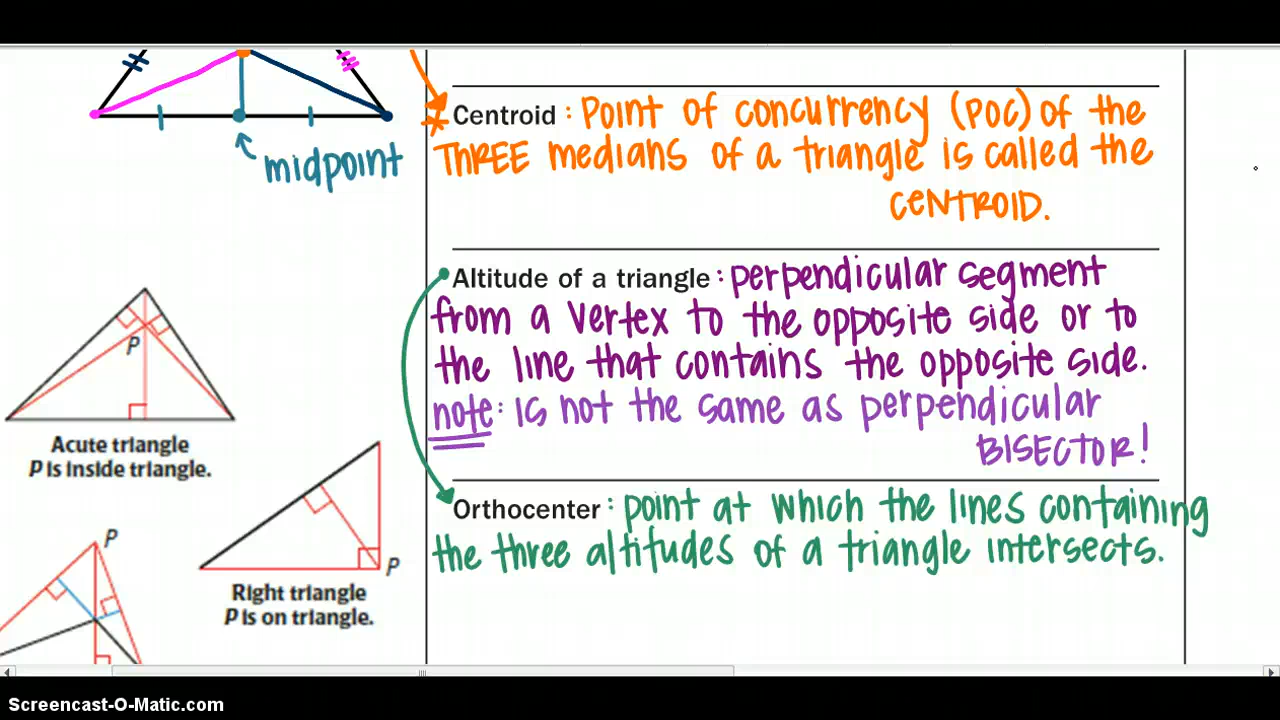 midpoint
Centroid : Point of concurrency (POC) of the
THREE medians of a triangle is called the
CENTROID.
Altitude of a triangle : perpendicular segment
from a vertex to the opposite side or to
the line that contains the opposite side.
note: is not the same as perpendicular
BISECTOR!
Orthocenter : point at which the lines containing
the three altitudes of a triangle intersects.
P
Acute triangle
P is inside triangle.
P
Right triangle
P is on triangle.
P
Screencast-O-Matic.com